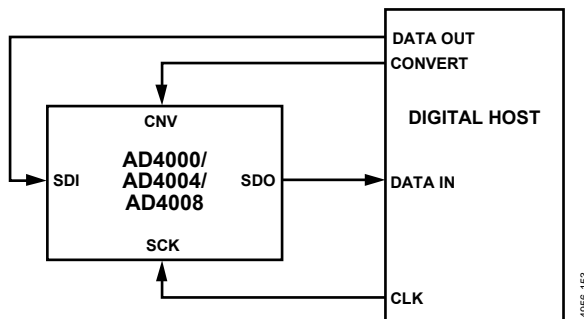 DATA OUT
CONVERT
DIGITAL HOST
CNV
AD4000/
AD4004/
AD4008
SDI
SDO
DATA IN
SCK
CLK